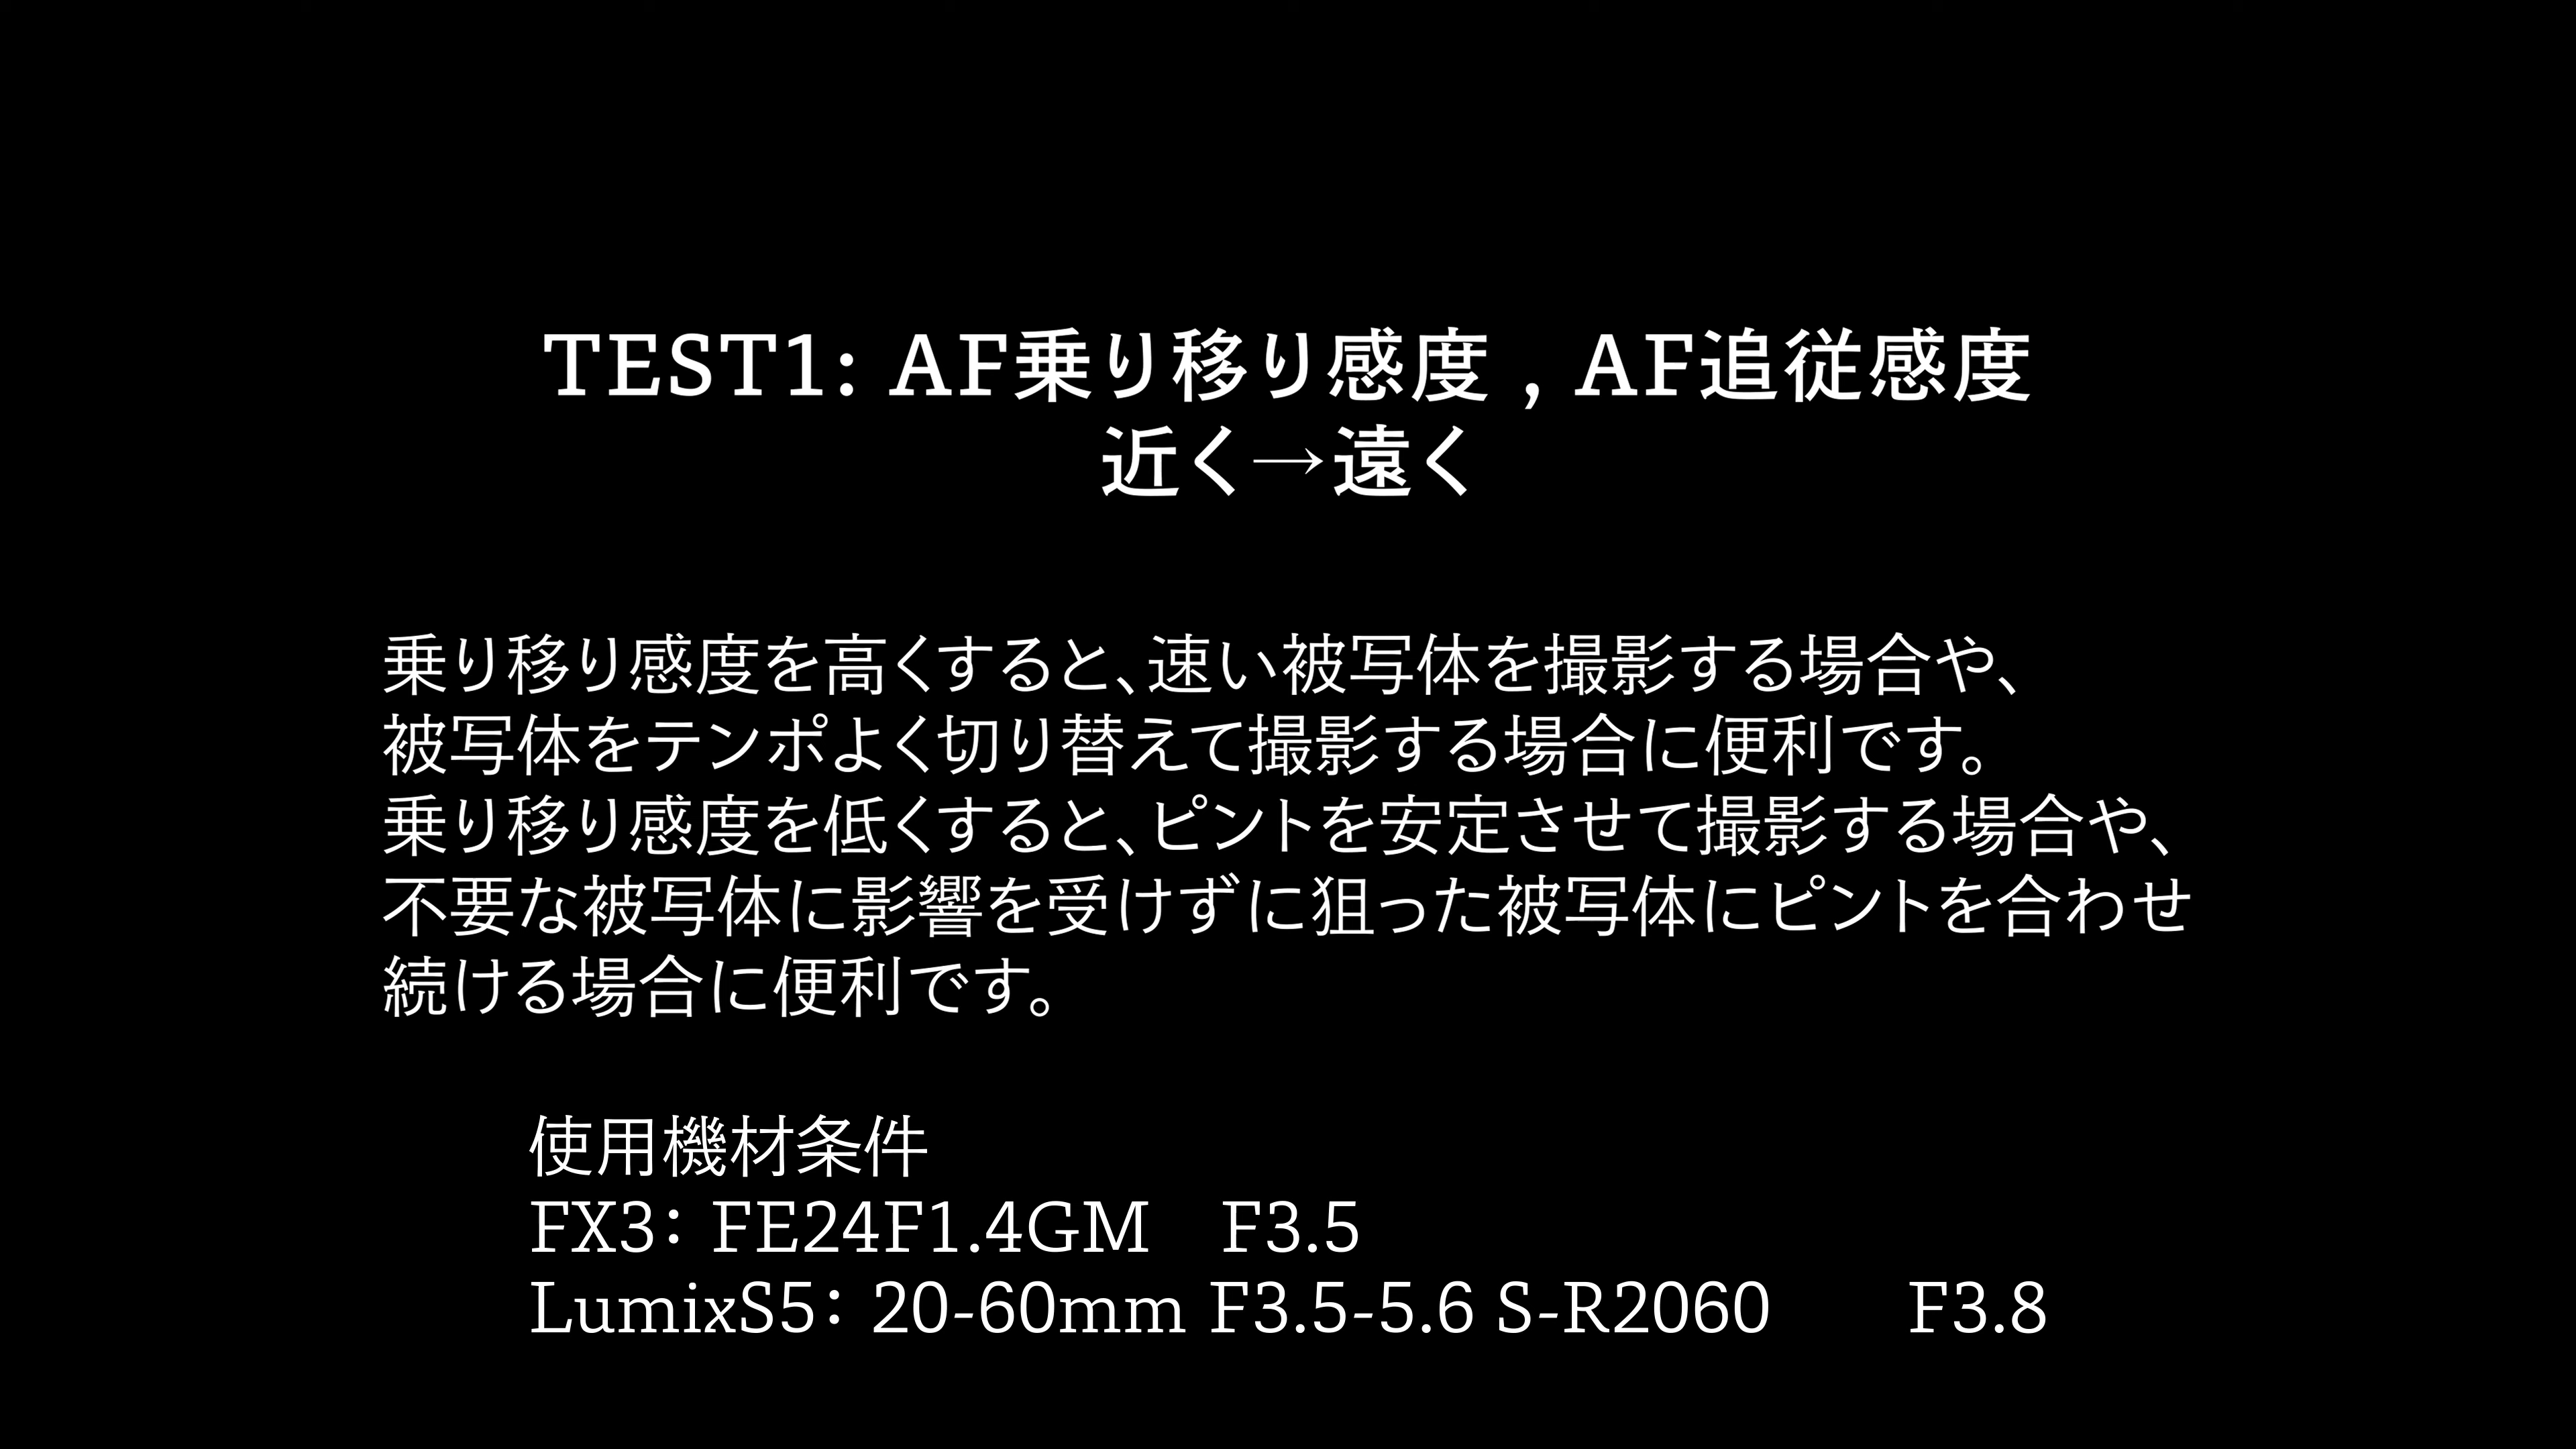 TEST1: AF乗り移り感度 , AF追従感度
近く→遠く
乗り移り感度を高くすると、速い被写体を撮影する場合や、
被写体をテンポよく切り替えて撮影する場合に便利です。
乗り移り感度を低くすると、ピントを安定させて撮影する場合や、
不要な被写体に影響を受けずに狙った被写体にピントを合わせ
続ける場合に便利です。
使用機材条件
FX3: FE24F1.4GM　F3.5
LumixS5: 20-60mm F3.5-5.6 S-R2060　　F3.8